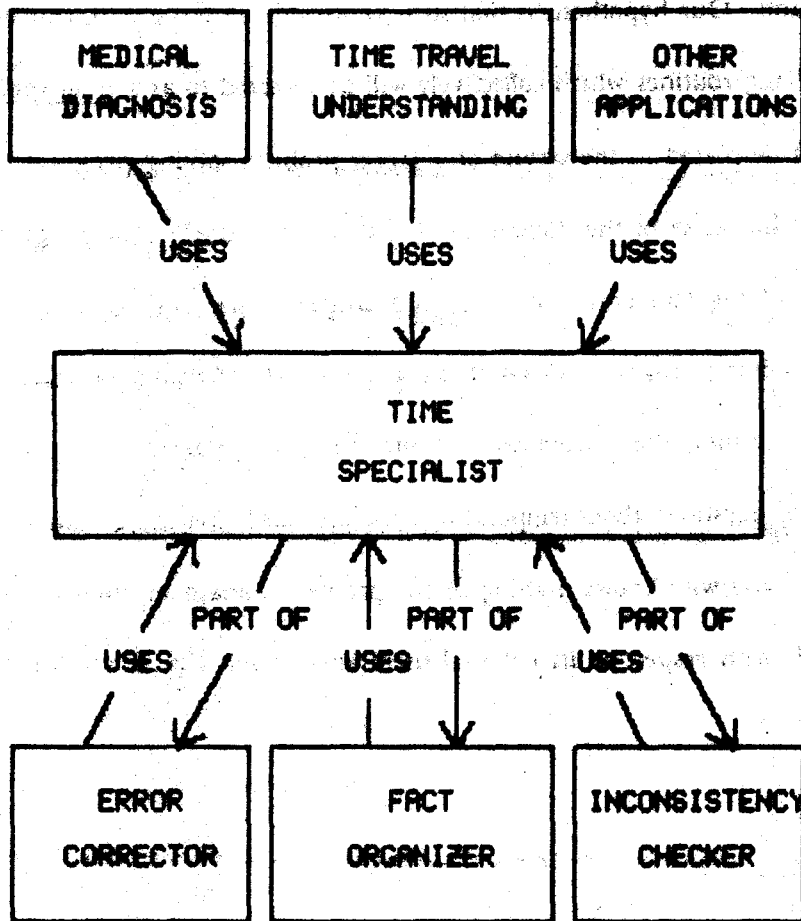 MEDICAL
DIAGNOSIS
TIME TRAVEL
UNDERSTANDING
OTHER
APPLICATIONS
USES
USES
USES
TIME
SPECIALIST
PART OF
PART OF
PART OF
USES
USES
USES
ERROR
CORRECTOR
FACT
ORGANIZER
INCONSISTENCY
CHECKER